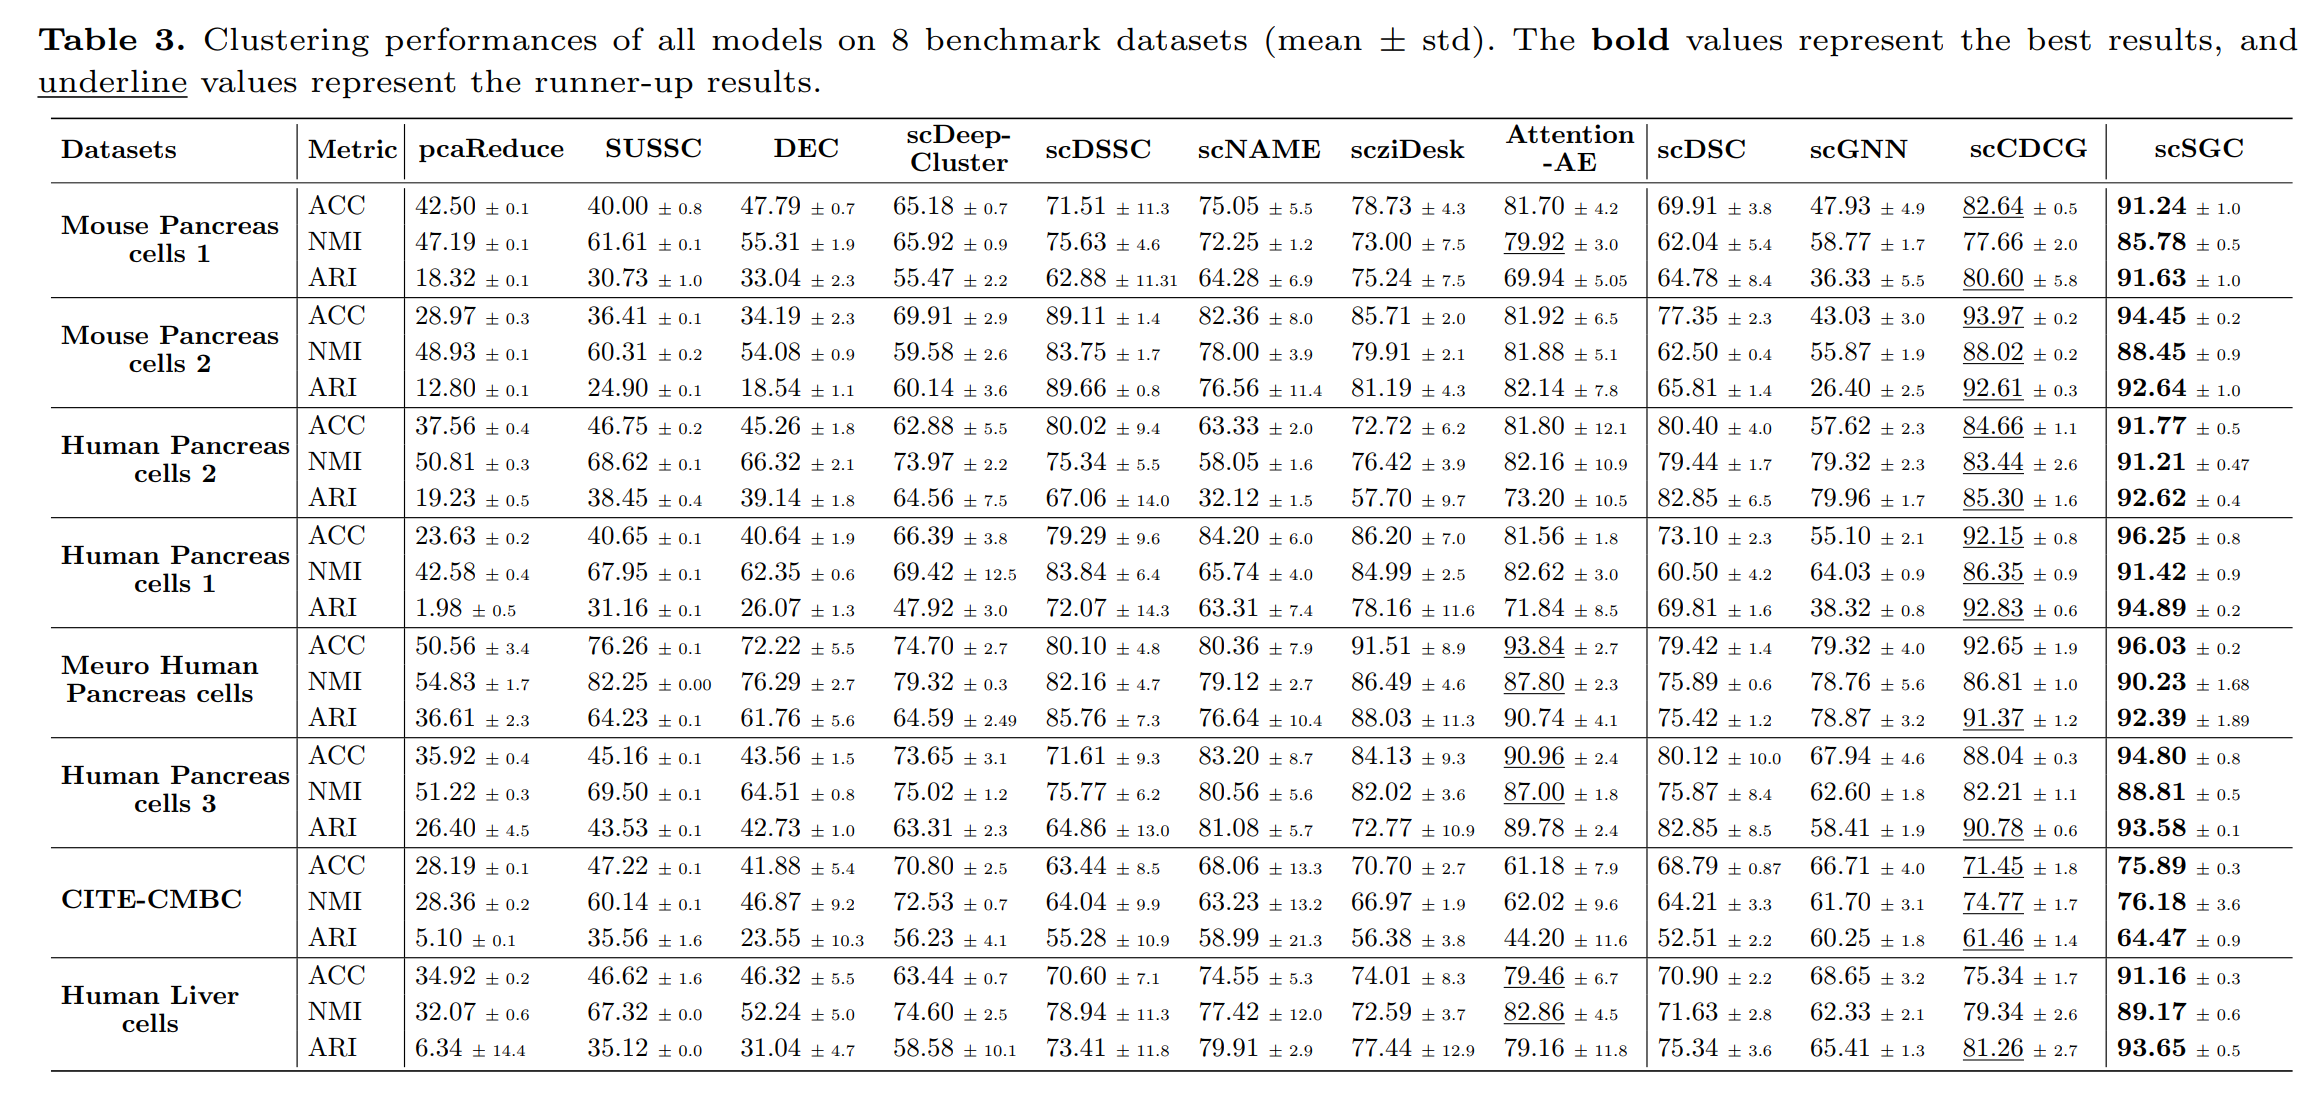 Table 3. Clustering performances of all models on 8 benchmark datasets (mean ± std). The bold values represent the best results, and
underline values represent the runner-up results.
Datasets Metric pcaReduce SUSSC DEC scDeep-Cluster scDSSC scNAME scziDesk Attention-AE scDSC scGNN scCDCG scSGC
Mouse Pancreas cells 1
ACC 42.50 ± 0.1 40.00 ± 0.8 47.79 ± 0.7 65.18 ± 0.7 71.51 ± 11.3 75.05 ± 5.5 78.73 ± 4.3 81.70 ± 4.2 69.91 ± 3.8 47.93 ± 4.9 82.64 ± 0.5 91.24 ± 1.0
NMI 47.19 ± 0.1 61.61 ± 0.1 55.31 ± 1.9 65.92 ± 0.9 75.63 ± 4.6 72.25 ± 1.2 73.00 ± 7.5 79.92 ± 3.0 62.04 ± 5.4 58.77 ± 1.7 77.66 ± 2.0 85.78 ± 0.5
ARI 18.32 ± 0.1 30.73 ± 1.0 33.04 ± 2.3 55.47 ± 2.2 62.88 ± 11.31 64.28 ± 6.9 75.24 ± 7.5 69.94 ± 5.05 64.78 ± 8.4 36.33 ± 5.5 80.60 ± 5.8 91.63 ± 1.0
Mouse Pancreas cells 2
ACC 28.97 ± 0.3 36.41 ± 0.1 34.19 ± 2.3 69.91 ± 2.9 89.11 ± 1.4 82.36 ± 8.0 85.71 ± 2.0 81.92 ± 6.5 77.35 ± 2.3 43.03 ± 3.0 93.97 ± 0.2 94.45 ± 0.2
NMI 48.93 ± 0.1 60.31 ± 0.2 54.08 ± 0.9 59.58 ± 2.6 83.75 ± 1.7 78.00 ± 3.9 79.91 ± 2.1 81.88 ± 5.1 62.50 ± 0.4 55.87 ± 1.9 88.02 ± 0.2 88.45 ± 0.9
ARI 12.80 ± 0.1 24.90 ± 0.1 18.54 ± 1.1 60.14 ± 3.6 89.66 ± 0.8 76.56 ± 11.4 81.19 ± 4.3 82.14 ± 7.8 65.81 ± 1.4 26.40 ± 2.5 92.61 ± 0.3 92.64 ± 1.0
Human Pancreas cells 2
ACC 37.56 ± 0.4 46.75 ± 0.2 45.26 ± 1.8 62.88 ± 5.5 80.02 ± 9.4 63.33 ± 2.0 72.72 ± 6.2 81.80 ± 12.1 80.40 ± 4.0 57.62 ± 2.3 84.66 ± 1.1 91.77 ± 0.5
NMI 50.81 ± 0.3 68.62 ± 0.1 66.32 ± 2.1 73.97 ± 2.2 75.34 ± 5.5 58.05 ± 1.6 76.42 ± 3.9 82.16 ± 10.9 79.44 ± 1.7 79.32 ± 2.3 83.44 ± 2.6 91.21 ± 0.47
ARI 19.23 ± 0.5 38.45 ± 0.4 39.14 ± 1.8 64.56 ± 7.5 67.06 ± 14.0 32.12 ± 1.5 57.70 ± 9.7 73.20 ± 10.5 82.85 ± 6.5 79.96 ± 1.7 85.30 ± 1.6 92.62 ± 0.4
Human Pancreas cells 1
ACC 23.63 ± 0.2 40.65 ± 0.1 40.64 ± 1.9 66.39 ± 3.8 79.29 ± 9.6 84.20 ± 6.0 86.20 ± 7.0 81.56 ± 1.8 73.10 ± 2.3 55.10 ± 2.1 92.15 ± 0.8 96.25 ± 0.8
NMI 42.58 ± 0.4 67.95 ± 0.1 62.35 ± 0.6 69.42 ± 12.5 83.84 ± 6.4 65.74 ± 4.0 84.99 ± 2.5 82.62 ± 3.0 60.50 ± 4.2 64.03 ± 0.9 86.35 ± 0.9 91.42 ± 0.9
ARI 1.98 ± 0.5 31.16 ± 0.1 26.07 ± 1.3 47.92 ± 3.0 72.07 ± 14.3 63.31 ± 7.4 78.16 ± 11.6 71.84 ± 8.5 69.81 ± 1.6 38.32 ± 0.8 92.83 ± 0.6 94.89 ± 0.2
Meuro Human Pancreas cells
ACC 50.56 ± 3.4 76.26 ± 0.1 72.22 ± 5.5 74.70 ± 2.7 80.10 ± 4.8 80.36 ± 7.9 91.51 ± 8.9 93.84 ± 2.7 79.42 ± 1.4 79.32 ± 4.0 92.65 ± 1.9 96.03 ± 0.2
NMI 54.83 ± 1.7 82.25 ± 0.00 76.29 ± 2.7 79.32 ± 0.3 82.16 ± 4.7 79.12 ± 2.7 86.49 ± 4.6 87.80 ± 2.3 75.89 ± 0.6 78.76 ± 5.6 86.81 ± 1.0 90.23 ± 1.68
ARI 36.61 ± 2.3 64.23 ± 0.1 61.76 ± 5.6 64.59 ± 2.49 85.76 ± 7.3 76.64 ± 10.4 88.03 ± 11.3 90.74 ± 4.1 75.42 ± 1.2 78.87 ± 3.2 91.37 ± 1.2 92.39 ± 1.89
Human Pancreas cells 3
ACC 35.92 ± 0.4 45.16 ± 0.1 43.56 ± 1.5 73.65 ± 3.1 71.61 ± 9.3 83.20 ± 8.7 84.13 ± 9.3 90.96 ± 2.4 80.12 ± 10.0 67.94 ± 4.6 88.04 ± 0.3 94.80 ± 0.8
NMI 51.22 ± 0.3 69.50 ± 0.1 64.51 ± 0.8 75.02 ± 1.2 75.77 ± 6.2 80.56 ± 5.6 82.02 ± 3.6 87.00 ± 1.8 75.87 ± 8.4 62.60 ± 1.8 82.21 ± 1.1 88.81 ± 0.5
ARI 26.40 ± 4.5 43.53 ± 0.1 42.73 ± 1.0 63.31 ± 2.3 64.86 ± 13.0 81.08 ± 5.7 72.77 ± 10.9 89.78 ± 2.4 82.85 ± 8.5 58.41 ± 1.9 90.78 ± 0.6 93.58 ± 0.1
CITE-CMBC
ACC 28.19 ± 0.1 47.22 ± 0.1 41.88 ± 5.4 70.80 ± 2.5 63.44 ± 8.5 68.06 ± 13.3 70.70 ± 2.7 61.18 ± 7.9 68.79 ± 0.87 66.71 ± 4.0 71.45 ± 1.8 75.89 ± 0.3
NMI 28.36 ± 0.2 60.14 ± 0.1 46.87 ± 9.2 72.53 ± 0.7 64.04 ± 9.9 63.23 ± 13.2 66.97 ± 1.9 62.02 ± 9.6 64.21 ± 3.3 61.70 ± 3.1 74.77 ± 1.7 76.18 ± 3.6
ARI 5.10 ± 0.1 35.56 ± 1.6 23.55 ± 10.3 56.23 ± 4.1 55.28 ± 10.9 58.99 ± 21.3 56.38 ± 3.8 44.20 ± 11.6 52.51 ± 2.2 60.25 ± 1.8 61.46 ± 1.4 64.47 ± 0.9
Human Liver cells
ACC 34.92 ± 0.2 46.62 ± 1.6 46.32 ± 5.5 63.44 ± 0.7 70.60 ± 7.1 74.55 ± 5.3 74.01 ± 8.3 79.46 ± 6.7 70.90 ± 2.2 68.65 ± 3.2 75.34 ± 1.7 91.16 ± 0.3
NMI 32.07 ± 0.6 67.32 ± 0.0 52.24 ± 5.0 74.60 ± 2.5 78.94 ± 11.3 77.42 ± 12.0 72.59 ± 3.7 82.86 ± 4.5 71.63 ± 2.8 62.33 ± 2.1 79.34 ± 2.6 89.17 ± 0.6
ARI 6.34 ± 14.4 35.12 ± 0.0 31.04 ± 4.7 58.58 ± 10.1 73.41 ± 11.8 79.91 ± 2.9 77.44 ± 12.9 79.16 ± 11.8 75.34 ± 3.6 65.41 ± 1.3 81.26 ± 2.7 93.65 ± 0.5